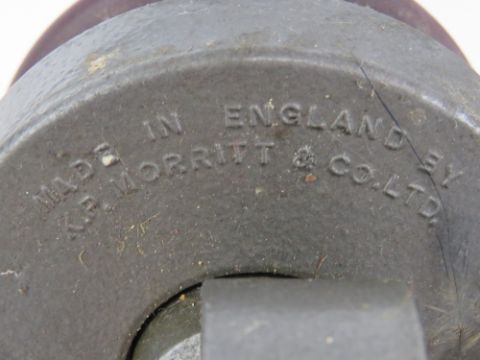 MADE IN ENGLAND BY
K.P. MORRITT & CO. LTD.